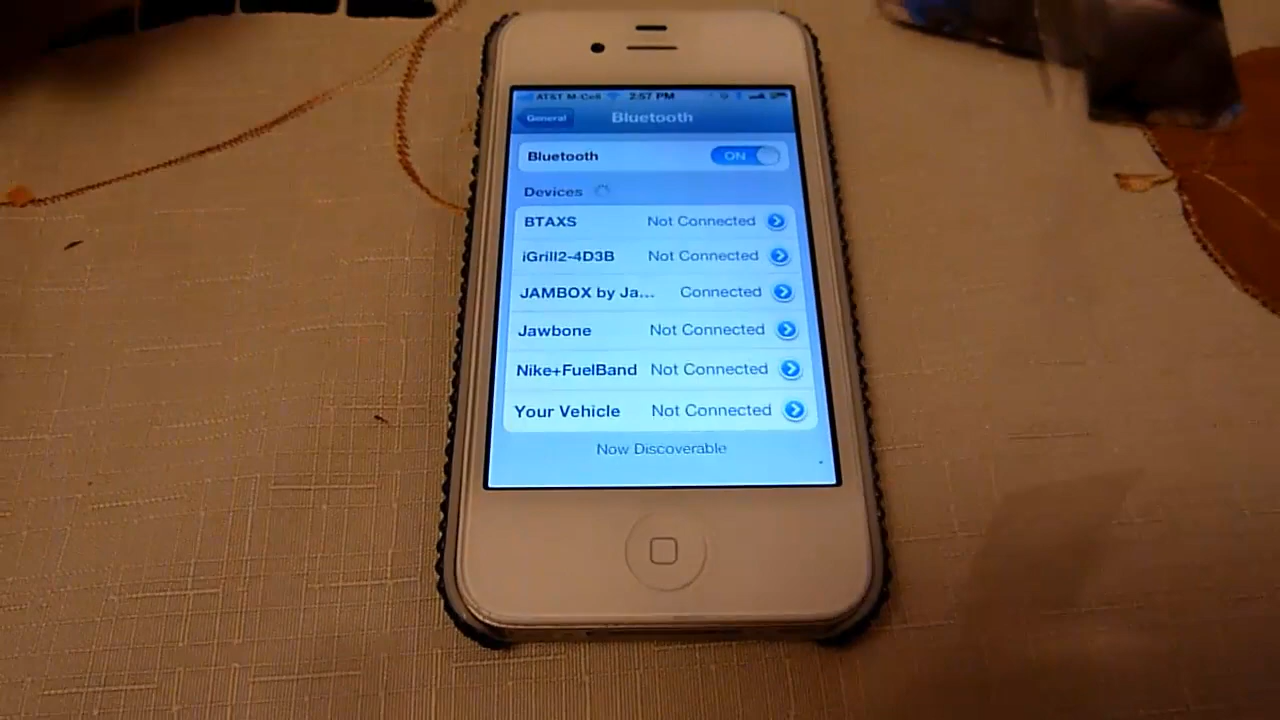 AT&T M-Cell 2:57 PM
General Bluetooth
Bluetooth ON
Devices
BTAXS Not Connected
iGrill2-4D3B Not Connected
JAMBOX by Ja... Connected
Jawbone Not Connected
Nike+FuelBand Not Connected
Your Vehicle Not Connected
Now Discoverable